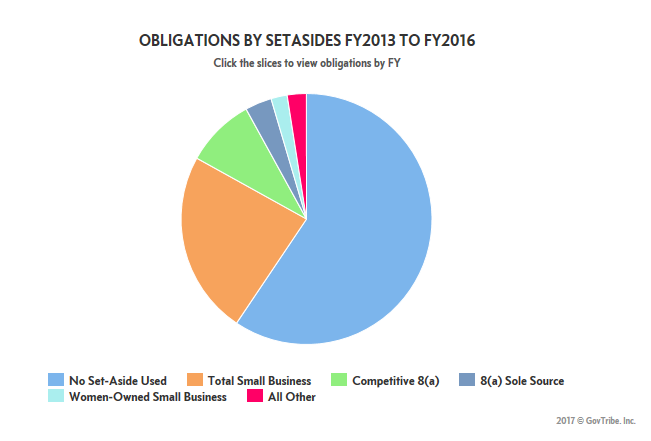 OBLIGATIONS BY SETASIDES FY2013 TO FY2016
Click the slices to view obligations by FY
No Set-Aside Used Total Small Business Competitive 8(a) 8(a) Sole Source
Women-Owned Small Business All Other
2017 © GovTribe, Inc.